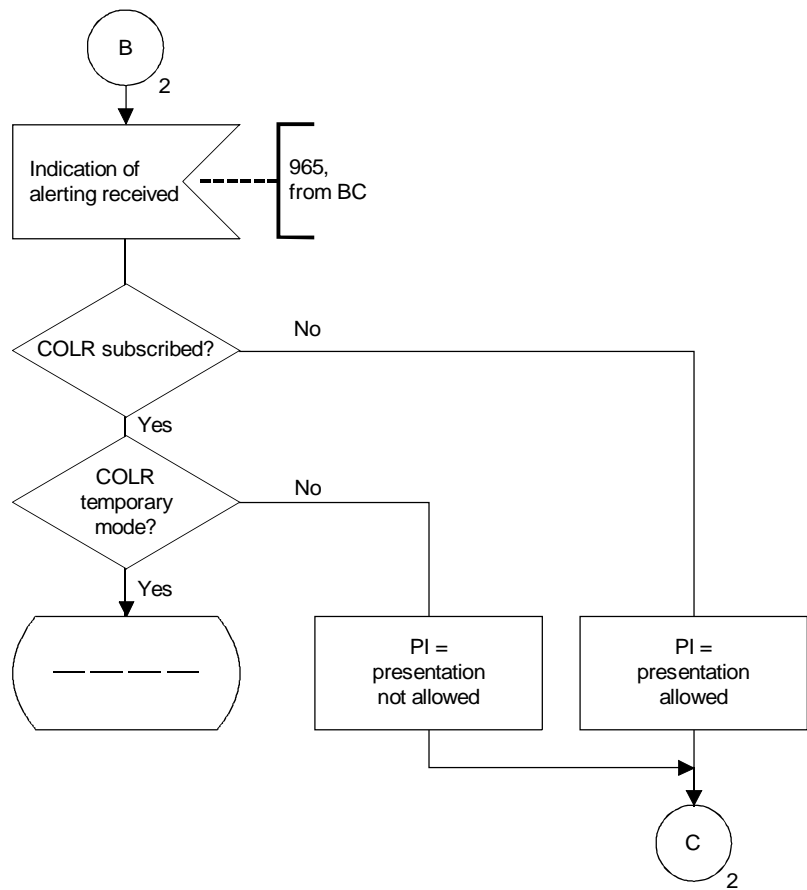 B
2
Indication of
alerting received
965,
from BC
COLR subscribed?
No
Yes
COLR
temporary
mode?
No
Yes
PI =
presentation
not allowed
PI =
presentation
allowed
C
2